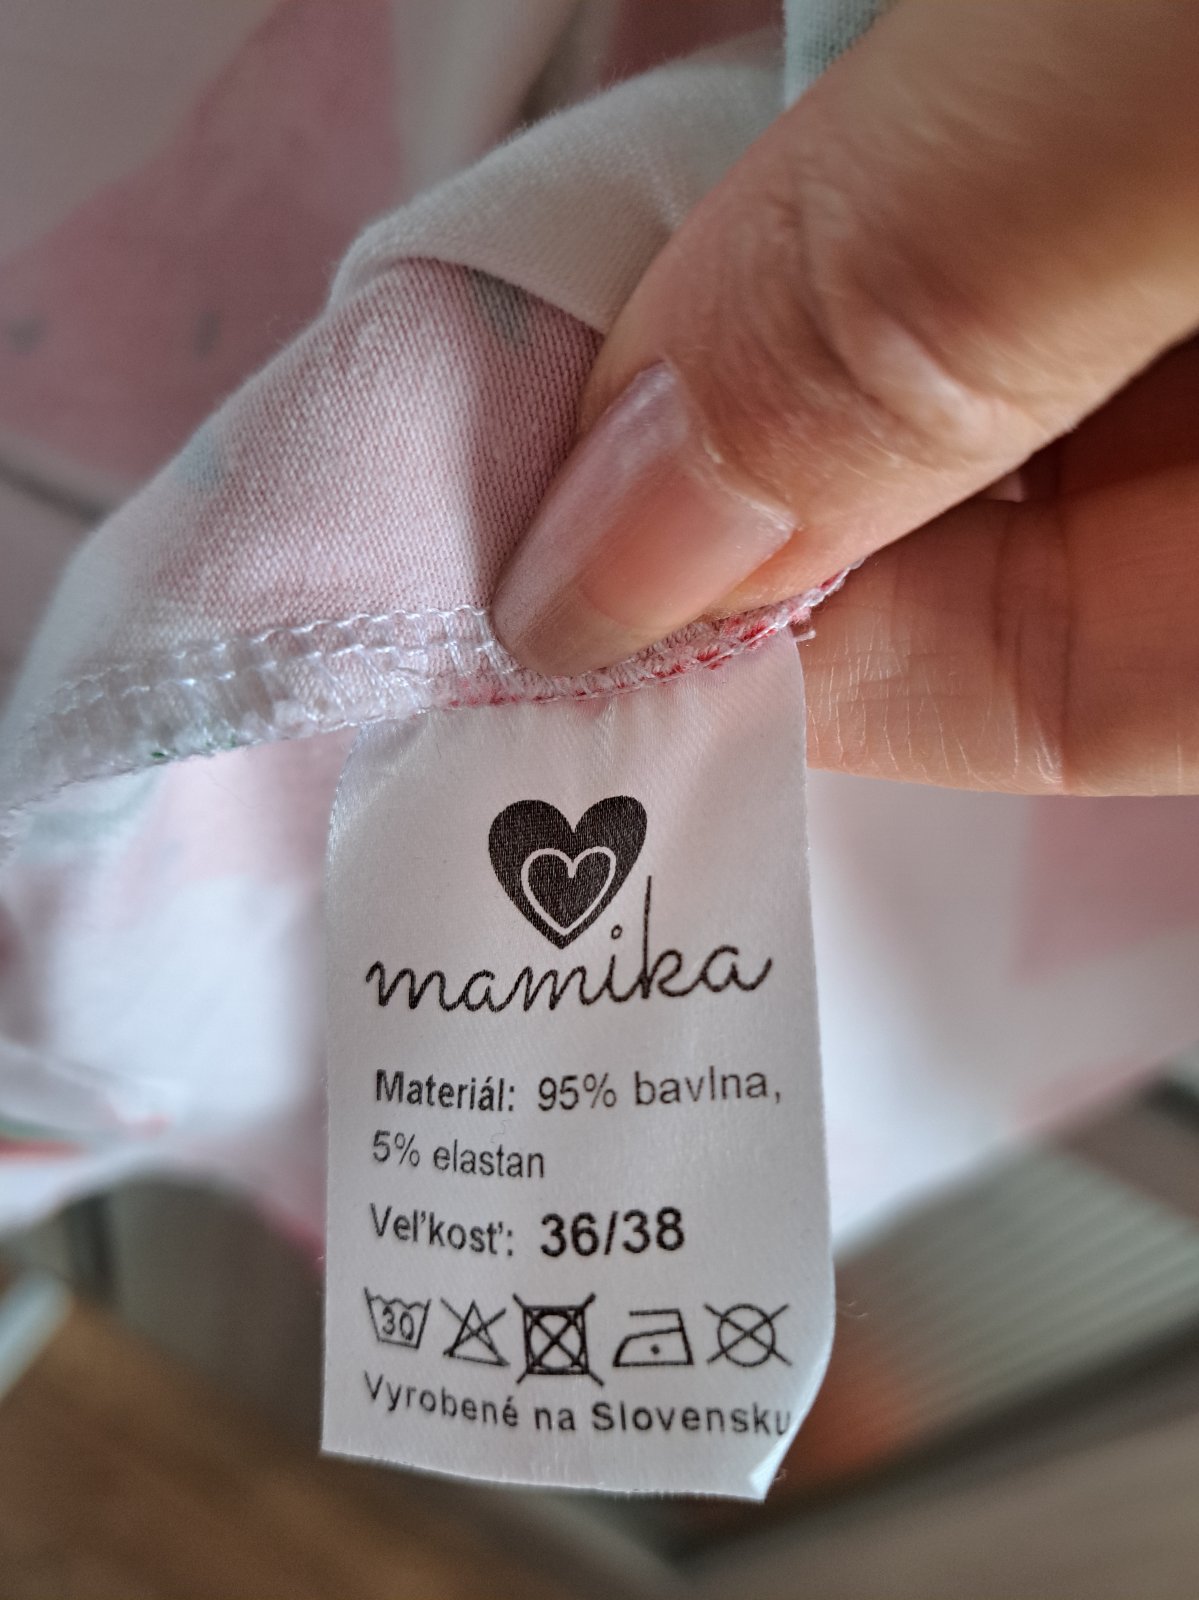 mamika
Materiál: 95% bavlna,
5% elastan
Veľkosť: 36/38
30
Vyrobené na Slovensku